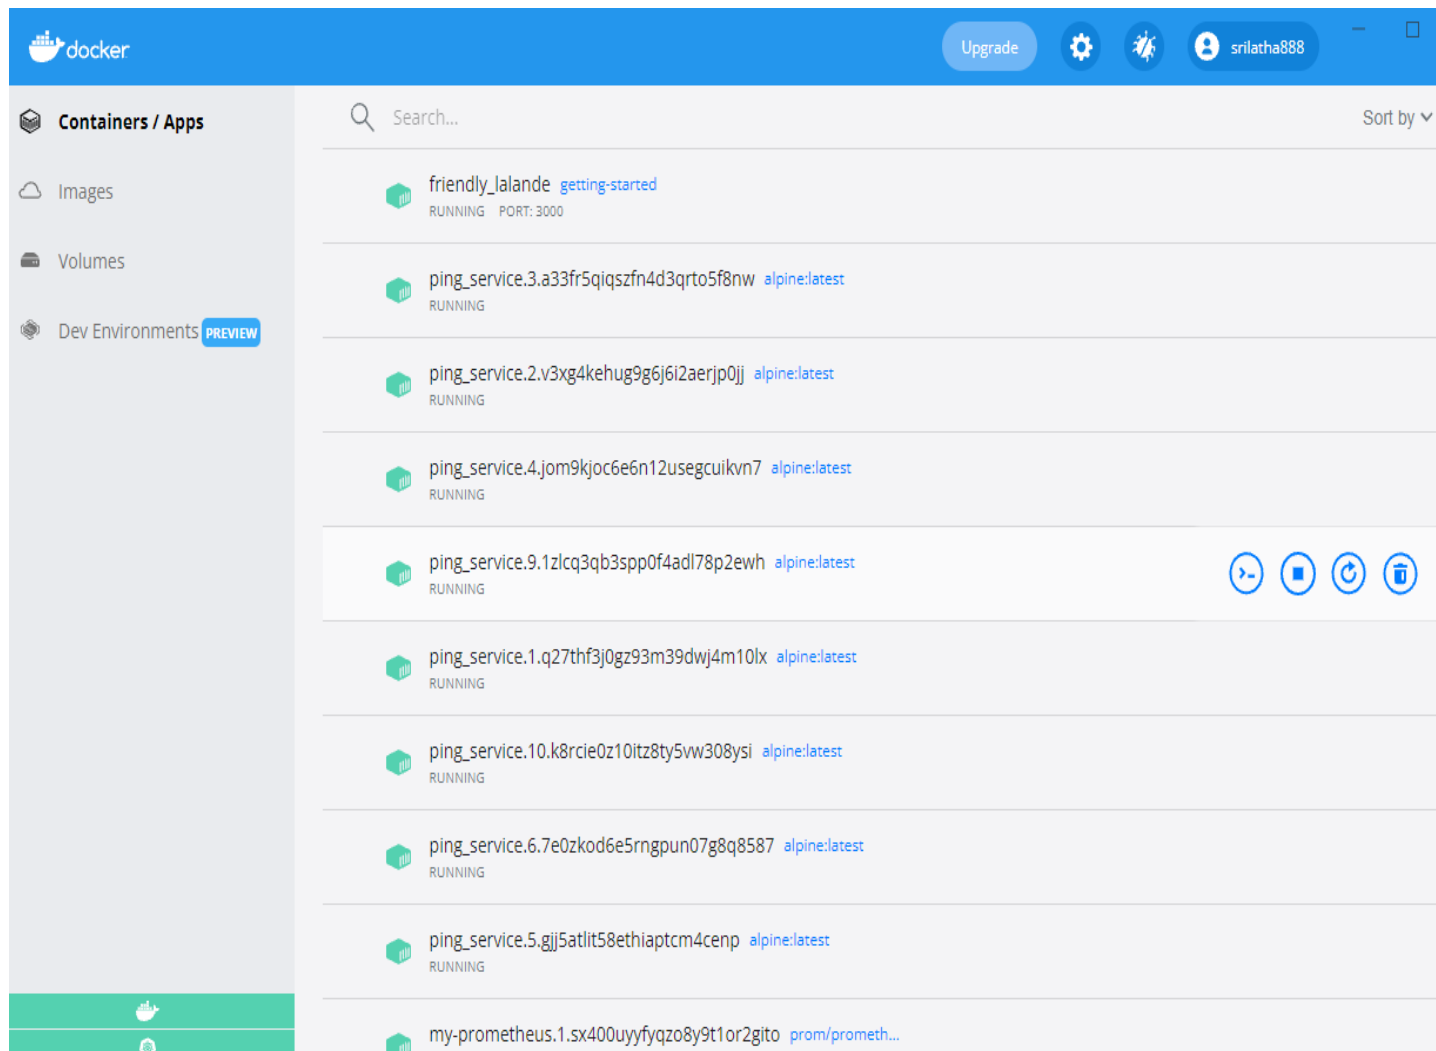 docker
Upgrade
srilatha888
Containers / Apps
Images
Volumes
Dev Environments PREVIEW
Search...
Sort by
friendly_lalande getting-started
RUNNING PORT: 3000
ping_service.3.a33fr5qiqszfn4d3qrto5f8nw alpine:latest
RUNNING
ping_service.2.v3xg4kehug9g6j6i2aerjp0jj alpine:latest
RUNNING
ping_service.4.jom9kjoc6e6n12usegcuikvn7 alpine:latest
RUNNING
ping_service.9.1zlcq3qb3spp0f4adl78p2ewh alpine:latest
RUNNING
ping_service.1.q27thf3j0gz93m39dwj4m10lx alpine:latest
RUNNING
ping_service.10.k8rcie0z10itz8ty5vw308ysi alpine:latest
RUNNING
ping_service.6.7e0zkod6e5rngpun07g8q8587 alpine:latest
RUNNING
ping_service.5.gjj5atlit58ethiaptcm4cenp alpine:latest
RUNNING
my-prometheus.1.sx400uyyfyqzo8y9t1or2gito prom/prometh...